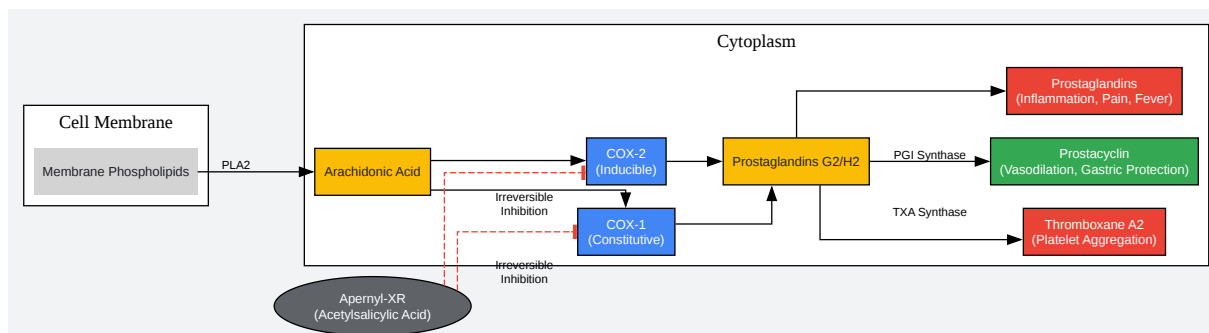 Cytoplasm
Cell Membrane
Membrane Phospholipids
PLA2
Arachidonic Acid
COX-2
(Inducible)
Irreversible
Inhibition
COX-1
(Constitutive)
Irreversible
Inhibition
Apernyl-XR
(Acetylsalicylic Acid)
Prostaglandins G2/H2
Prostaglandins
(Inflammation, Pain, Fever)
PGI Synthase
Prostacyclin
(Vasodilation, Gastric Protection)
TXA Synthase
Thromboxane A2
(Platelet Aggregation)